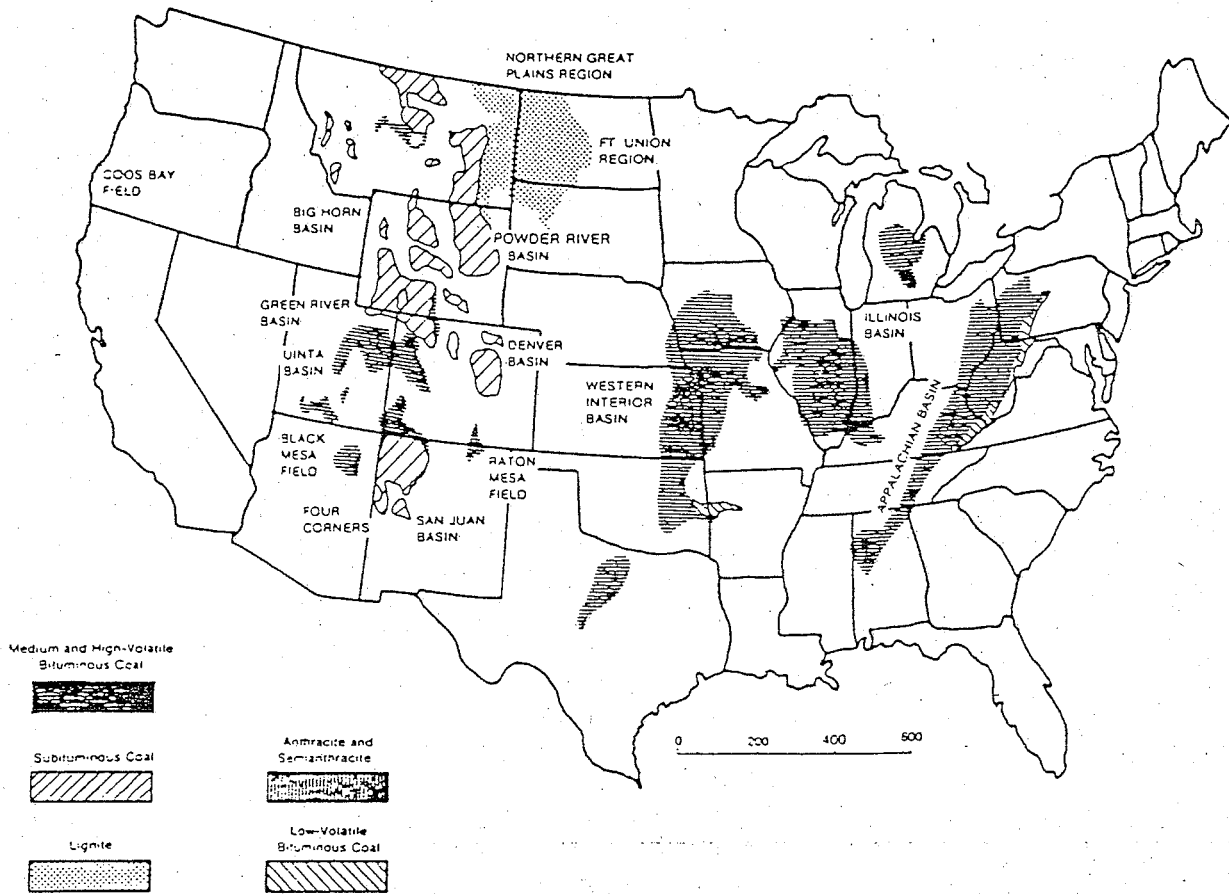 NORTHERN GREAT
PLAINS REGION
FT. UNION
REGION
COOS BAY
FIELD
BIG HORN
BASIN
POWDER RIVER
BASIN
GREEN RIVER
BASIN
ILLINOIS
BASIN
UINTA
BASIN
DENVER
BASIN
WESTERN
INTERIOR
BASIN
APPALACHIAN BASIN
BLACK
MESA
FIELD
RATON
MESA
FIELD
FOUR
CORNERS
SAN JUAN
BASIN
Medium and High-Volatile
Bituminous Coal
0 200 400 600
Subituminous Coal
Anthracite and
Semianthracite
Lignite
Low-Volatile
Bituminous Coal